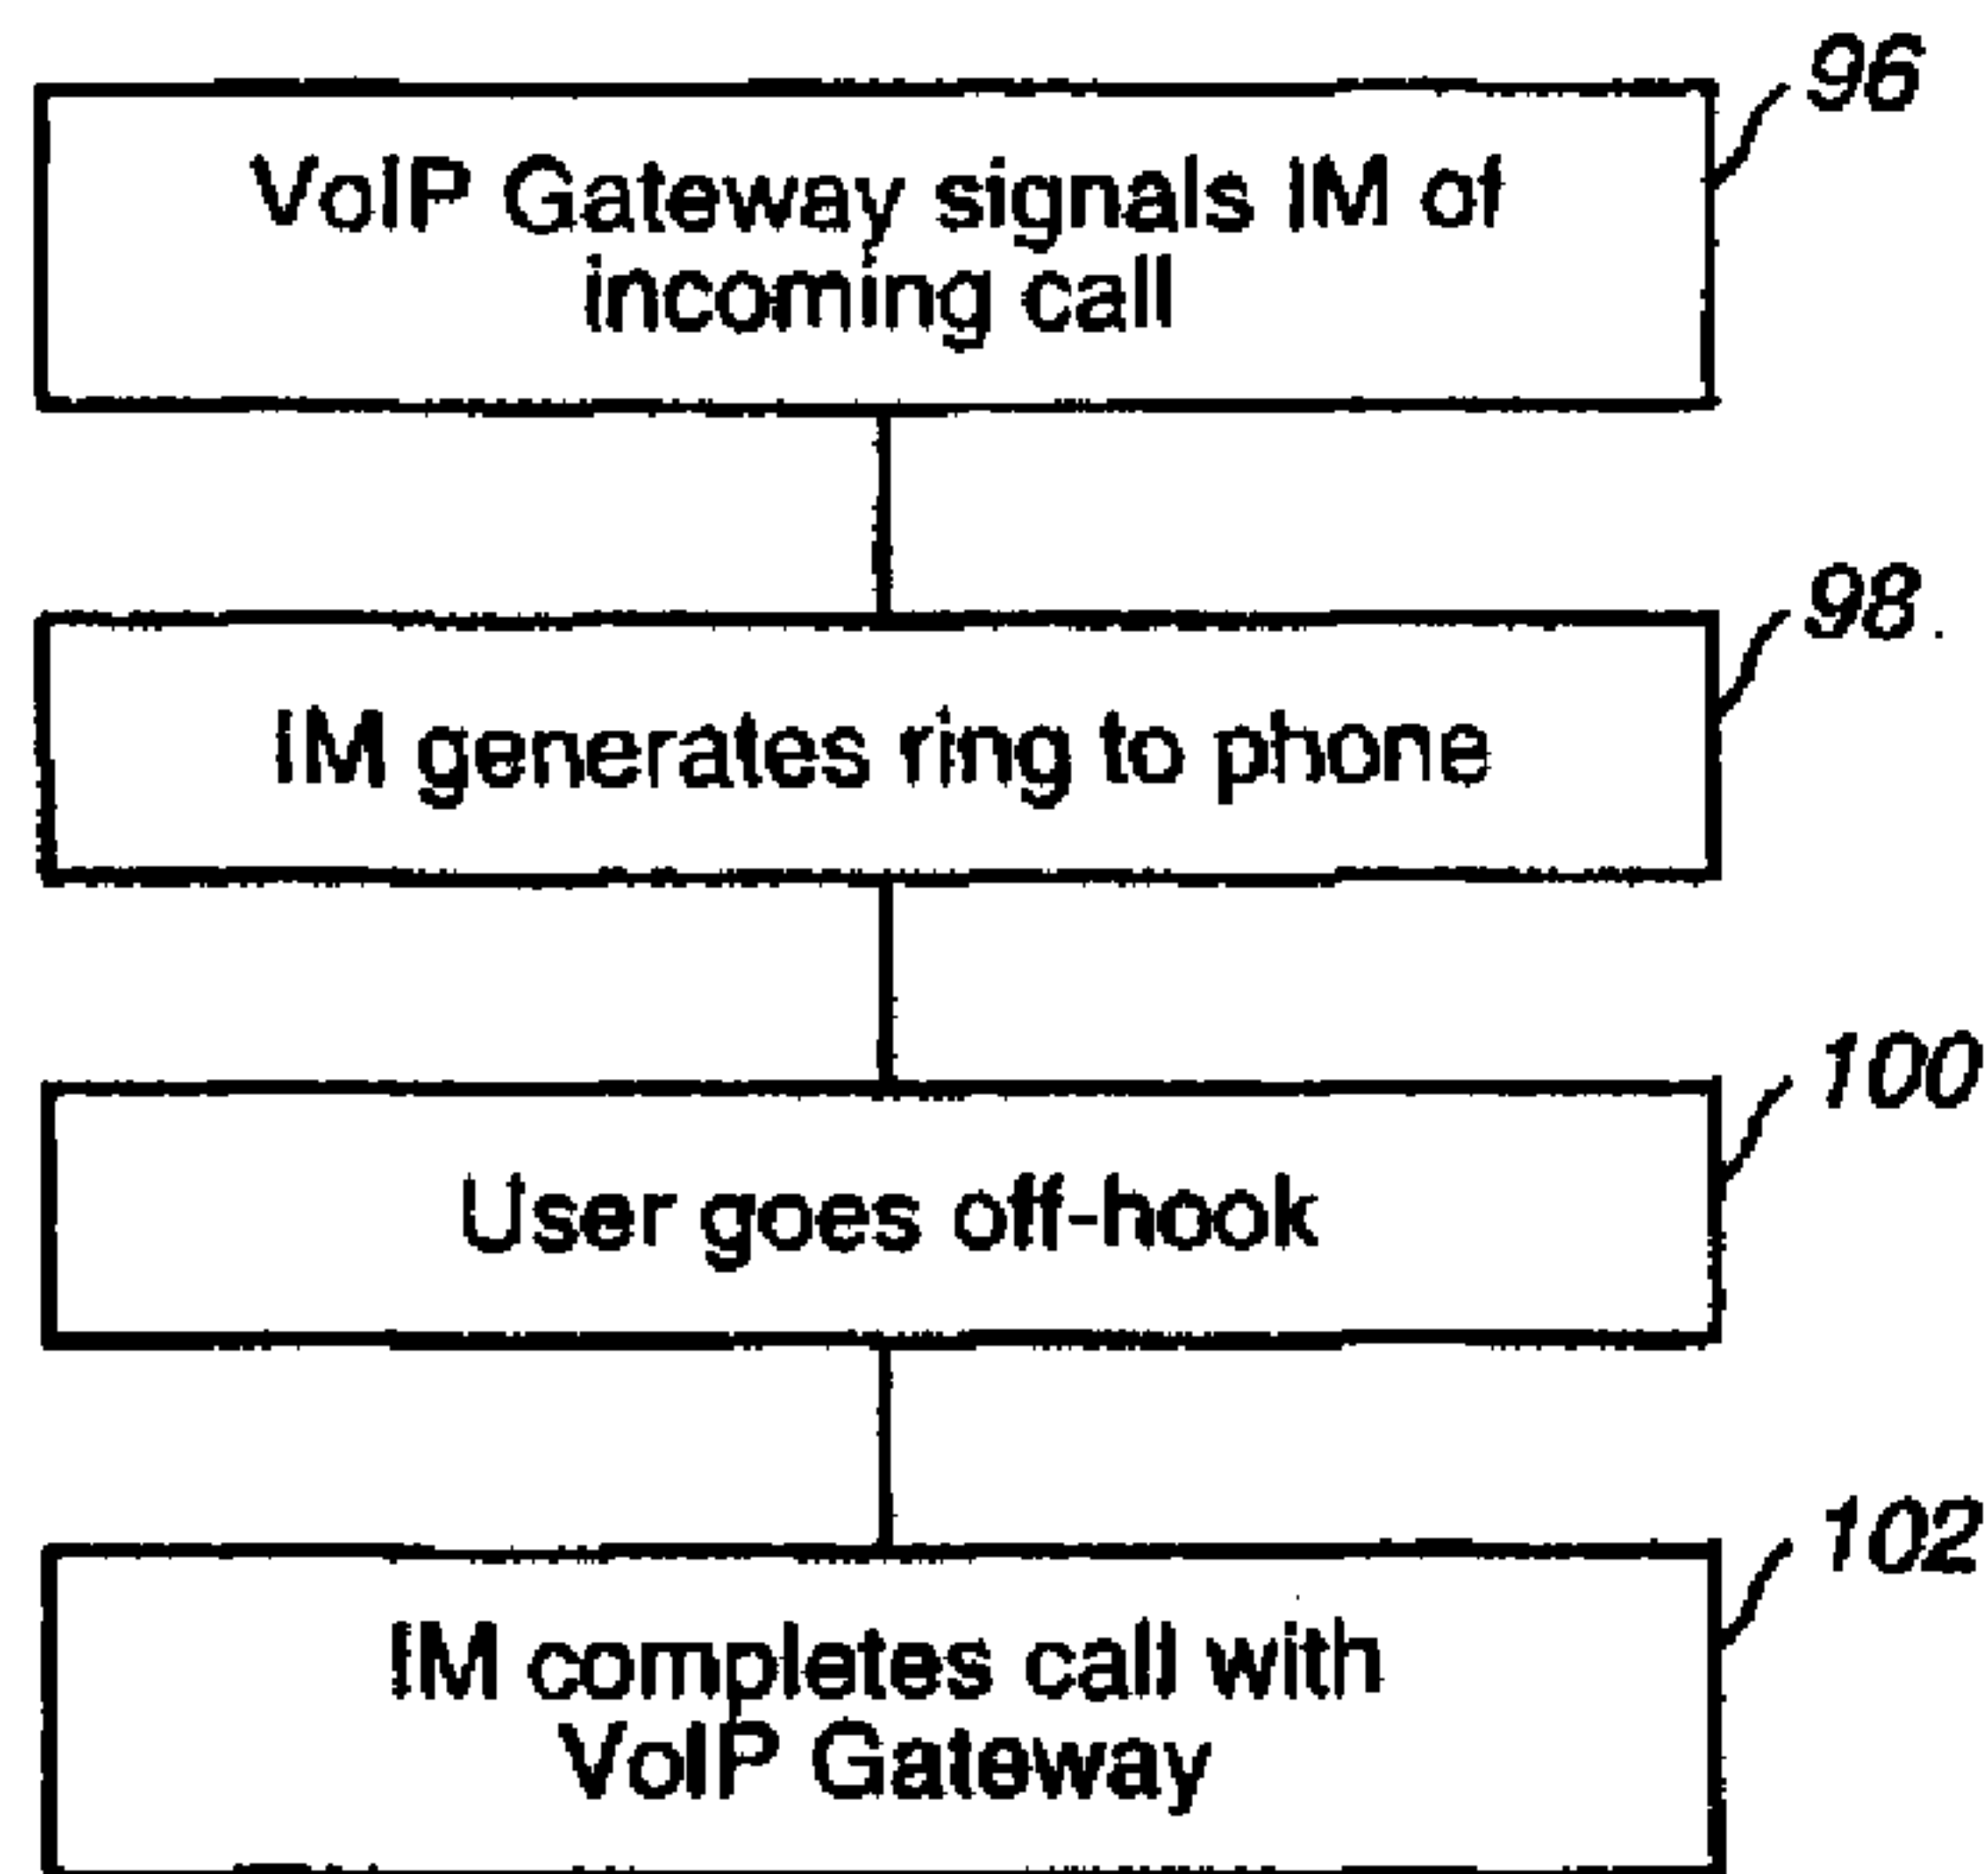 96
VoIP Gateway signals IM of
incoming call
98.
IM generates ring to phone
100
User goes off-hook
102
IM completes call with
VoIP Gateway